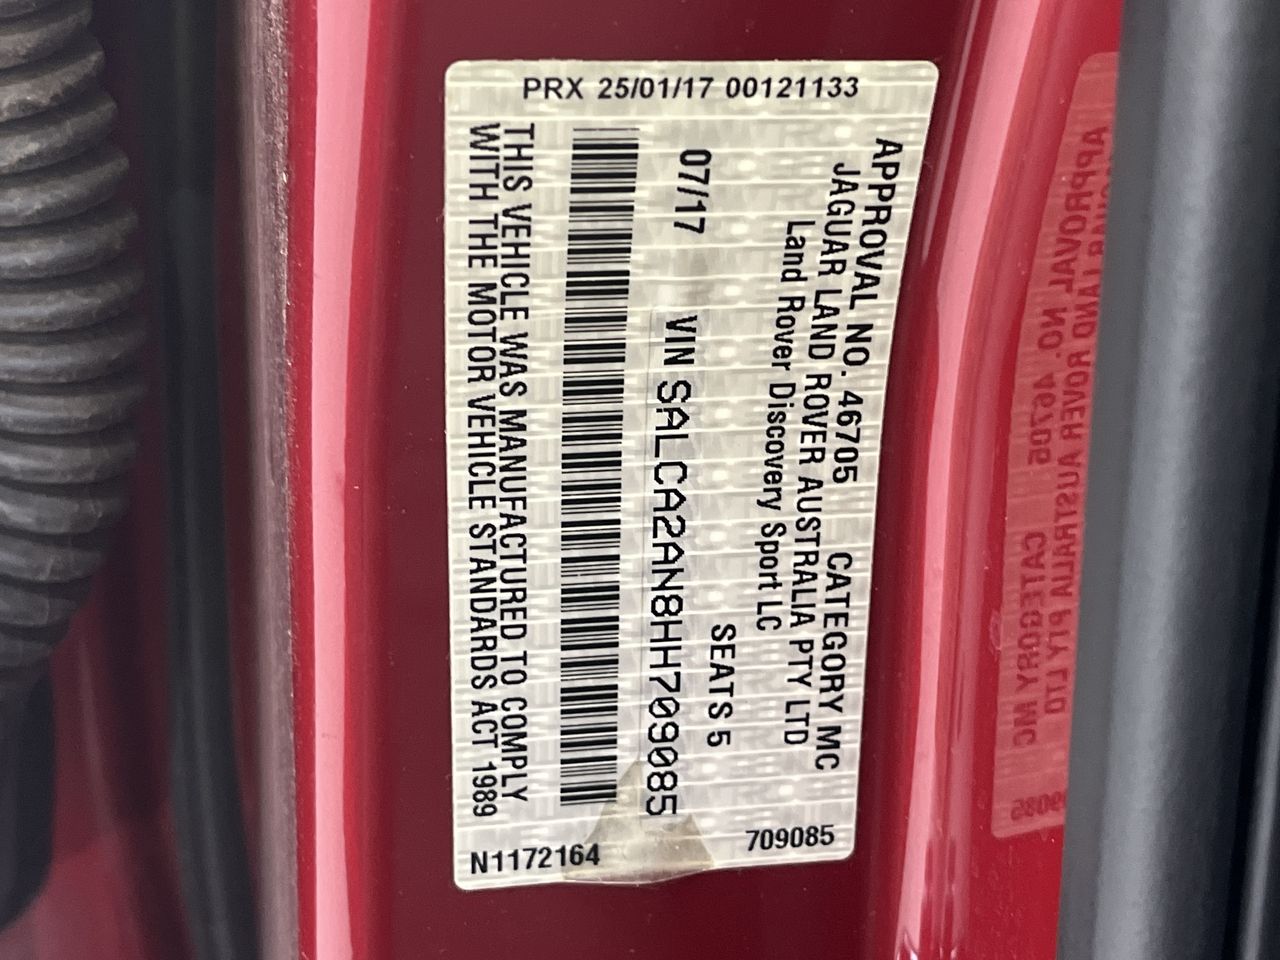 PRX 25/01/17 00121133
APPROVAL NO. 46705 CATEGORY MC
JAGUAR LAND ROVER AUSTRALIA PTY LTD
Land Rover Discovery Sport LC
07/17 SEATS 5
VIN SALCA2AN8HH709085
THIS VEHICLE WAS MANUFACTURED TO COMPLY
WITH THE MOTOR VEHICLE STANDARDS ACT 1989
N1172164 709085